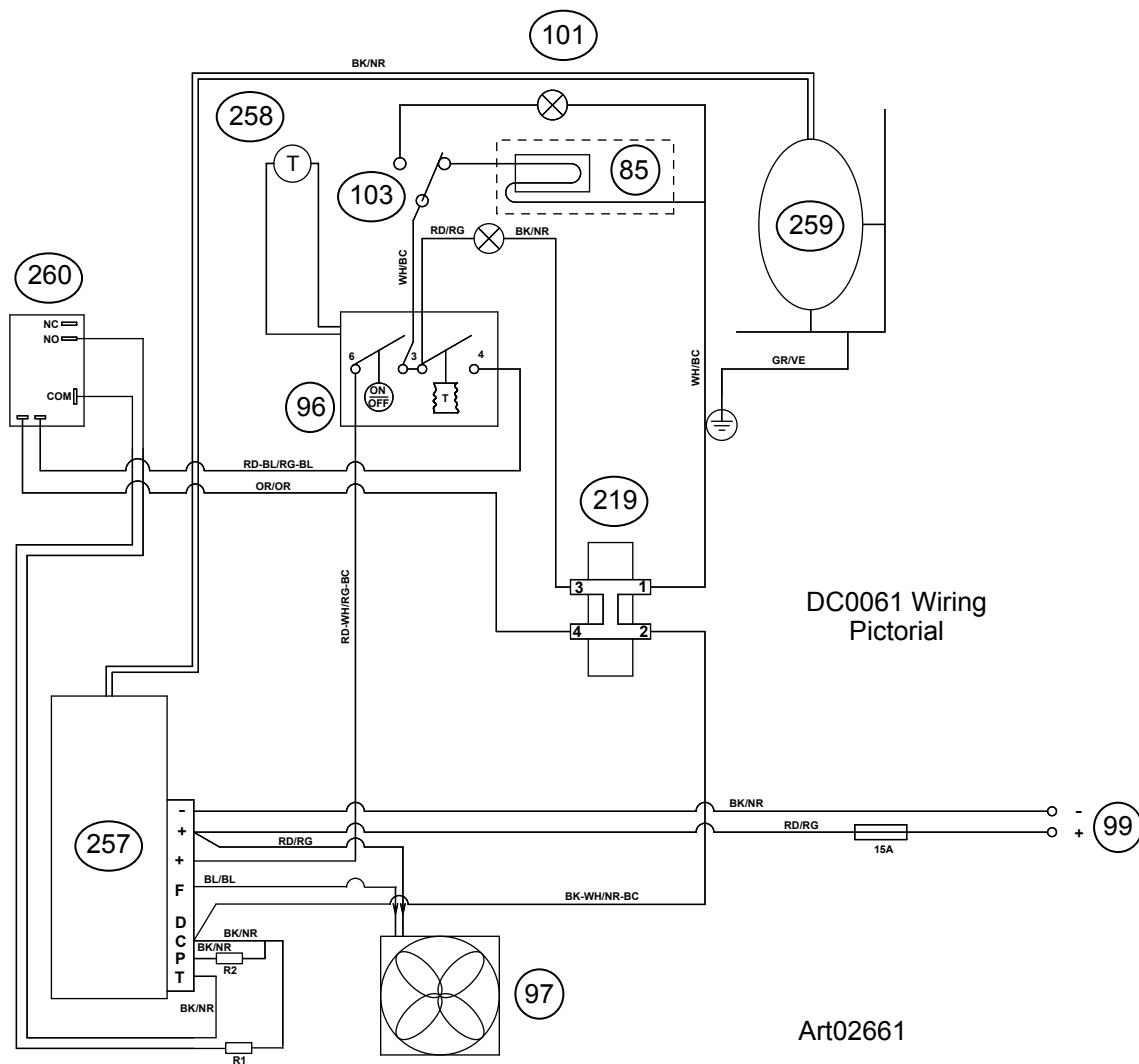 101
BK/NR
258
T
103
85
259
RD/RG
BK/NR
WH/BC
260
NC
NO
COM
6
3
4
ON
OFF
T
96
WH/BC
GR/VE
RD-BL/RG-BL
OR/OR
219
3
1
4
2
RD-WH/RG-BC
DC0061 Wiring
Pictorial
257
-
+
+
F
D
C
P
T
BK/NR
-
RD/RG
15A
+
99
RD/RG
BL/BL
BK-WH/NR-BC
BK/NR
BK/NR
R2
BK/NR
R1
97
Art02661